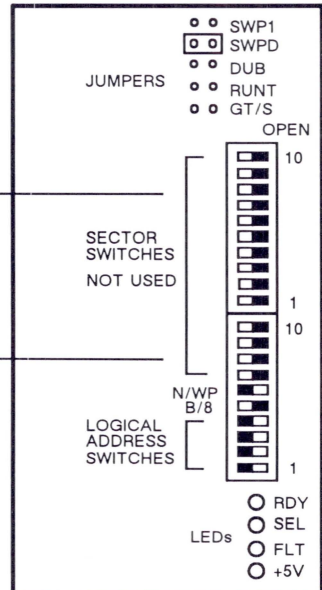 SWP1
SWPD
DUB
JUMPERS
RUNT
GT/S
OPEN
10
SECTOR
SWITCHES
NOT USED
1
10
N/WP
B/8
LOGICAL
ADDRESS
SWITCHES
1
RDY
SEL
LEDs
FLT
+5V